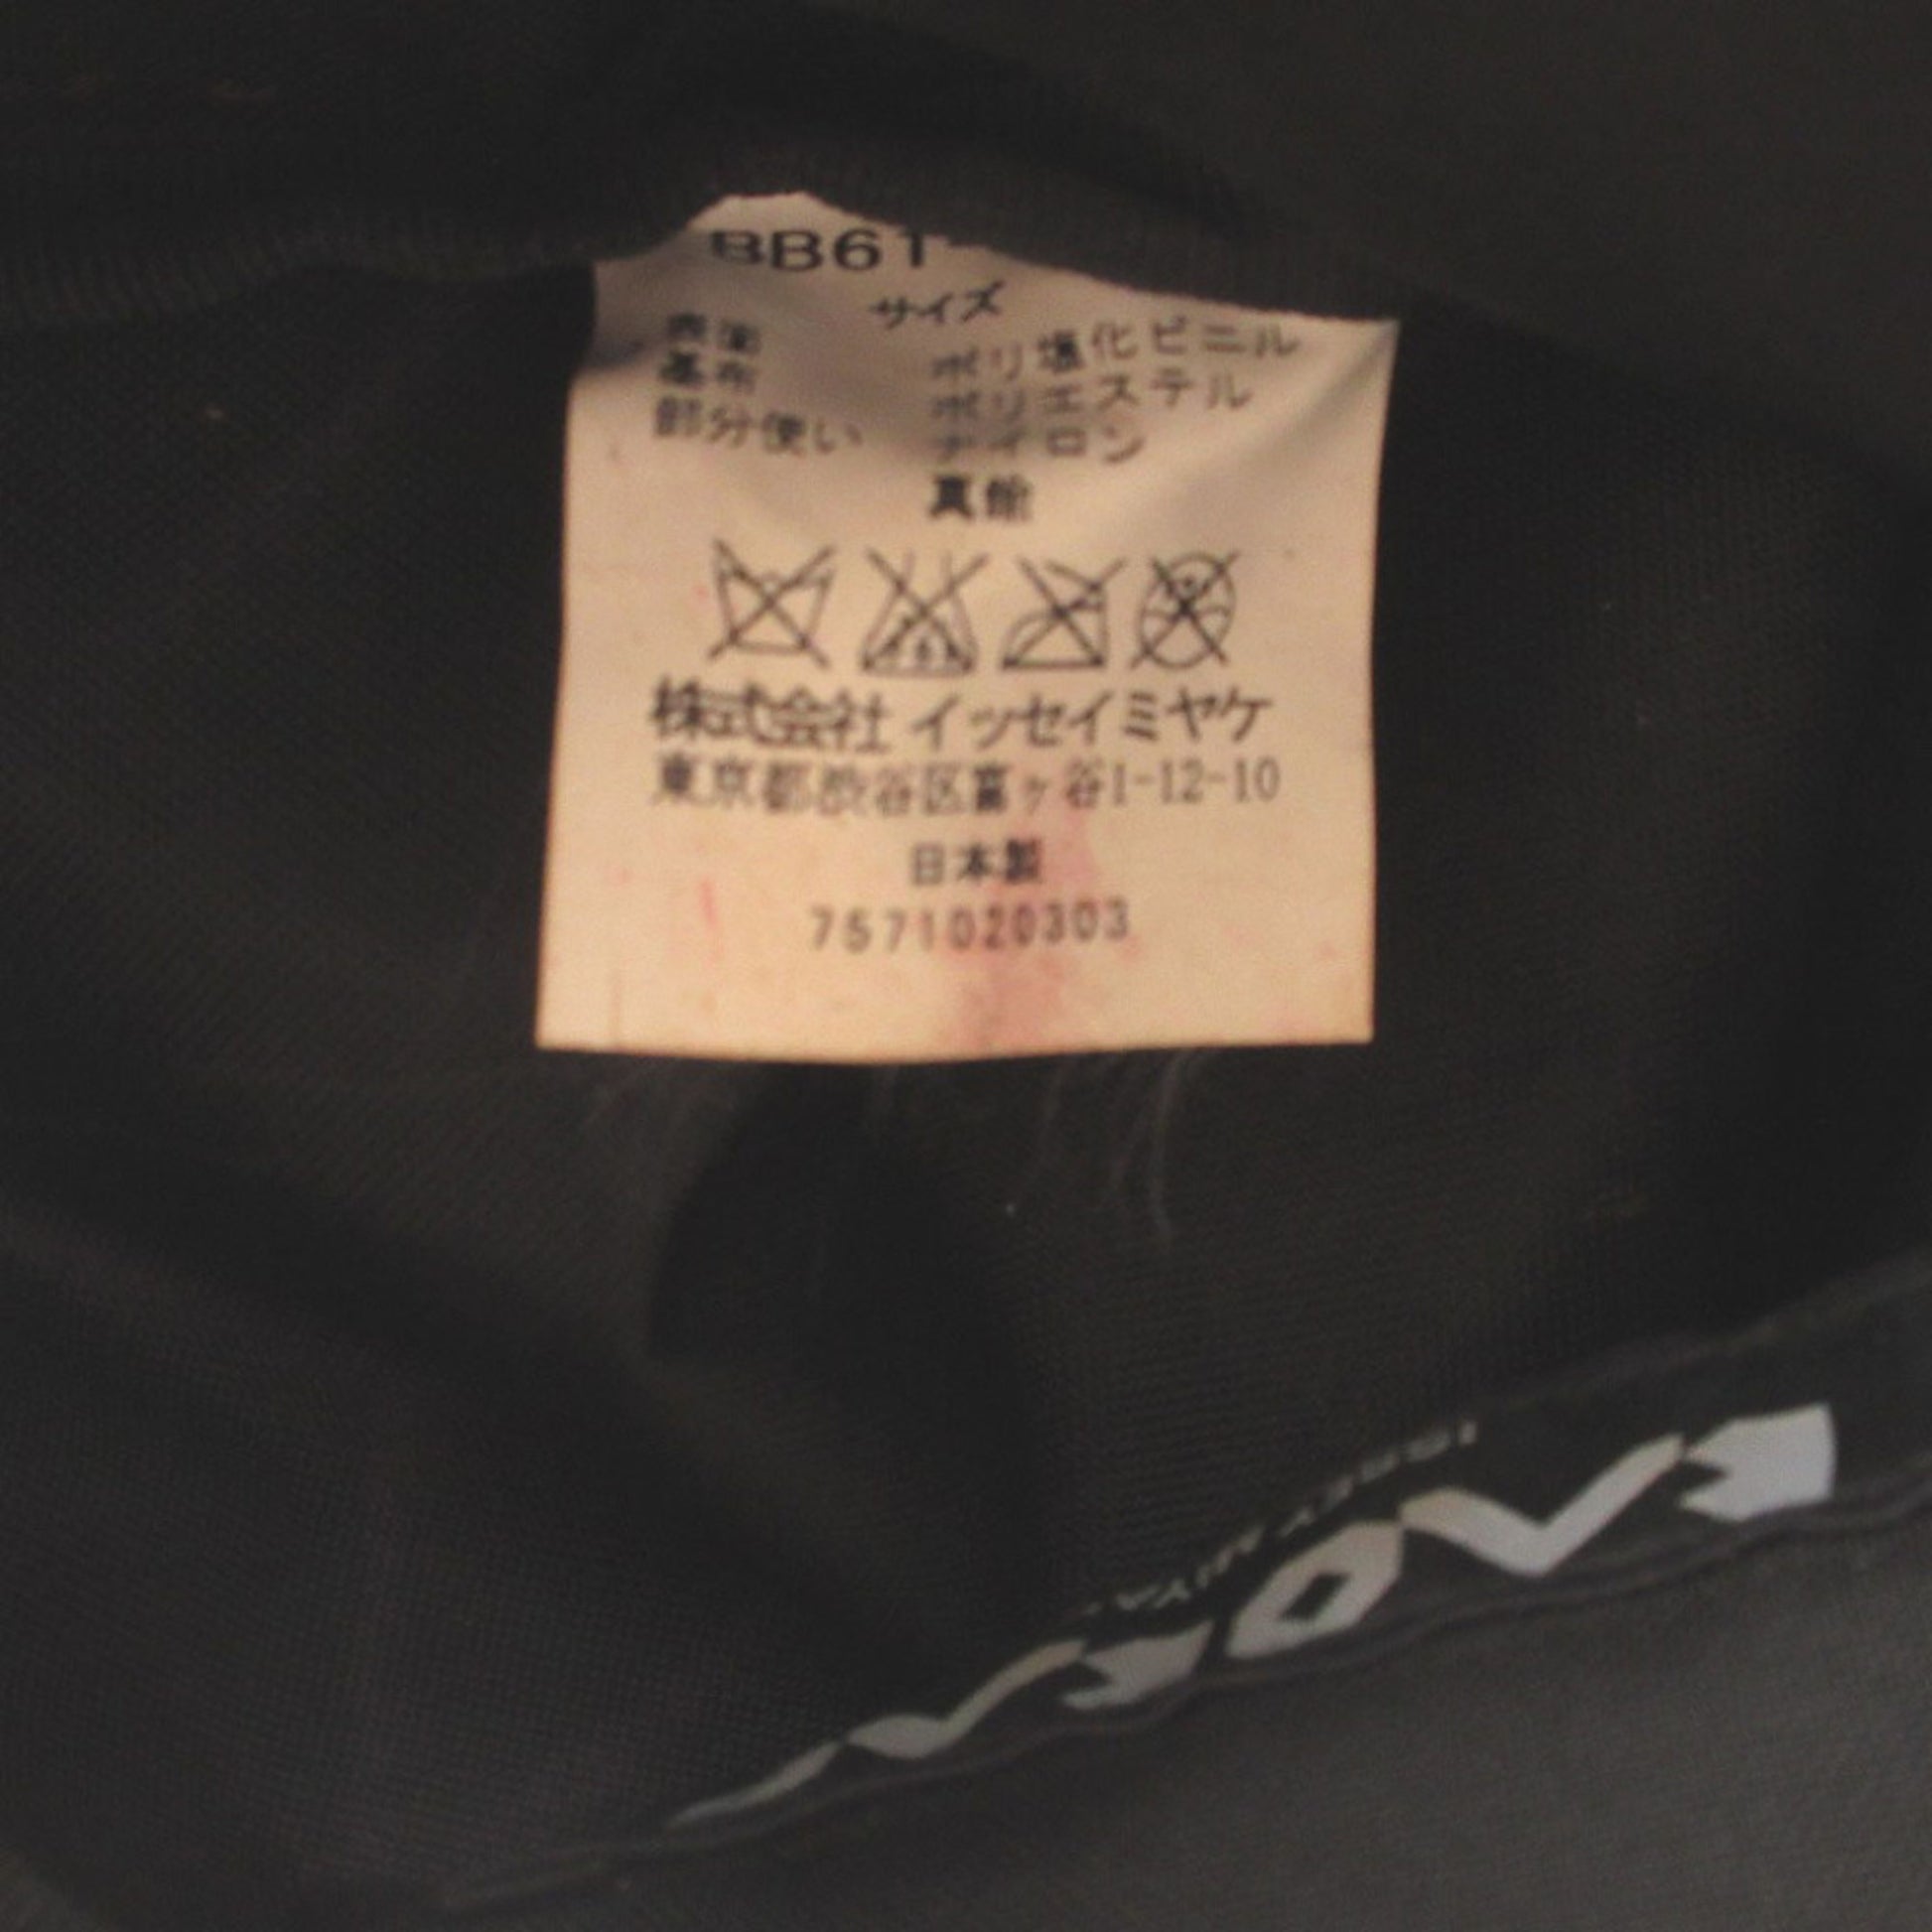 BB61-
サイズ
表面 ポリ塩化ビニル
基布 ポリエステル
部分使い ナイロン
真鍮
株式会社 イッセイミヤケ
東京都渋谷区富ヶ谷1-12-10
日本製
7571020303
ISSEY MIYA